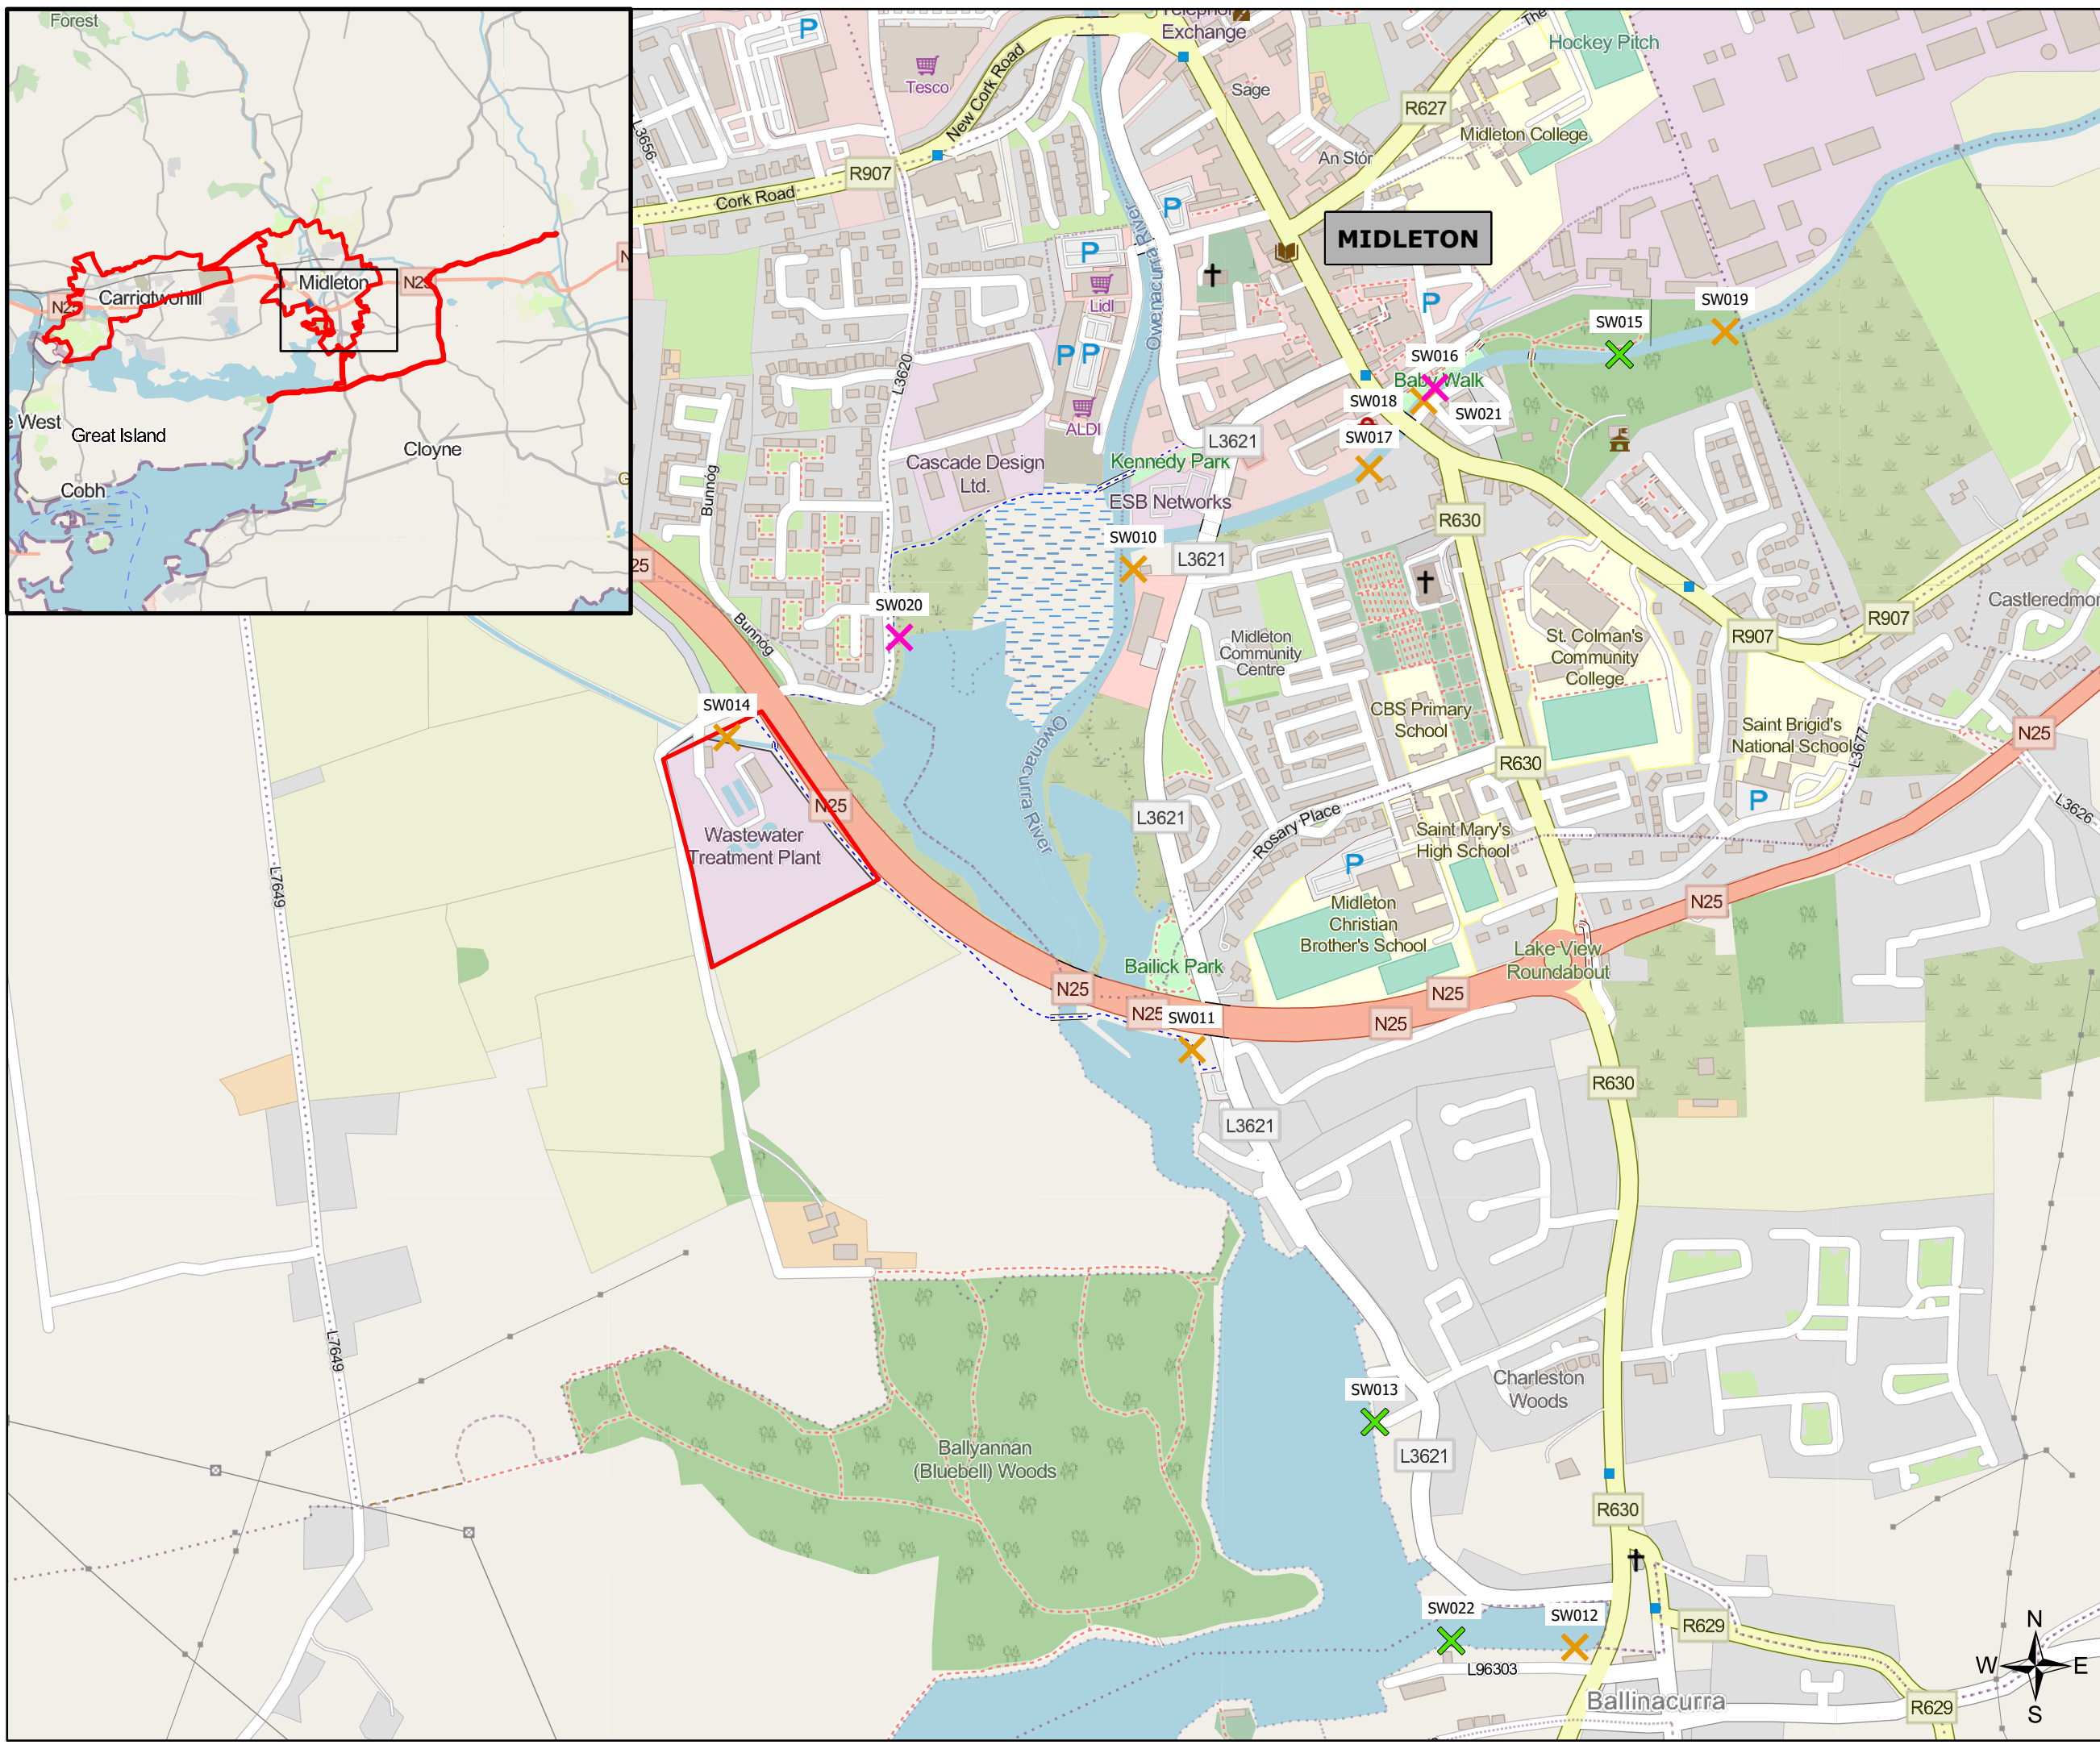 Forest
N25
Carrigtwohill
Midleton
N25
N
e West
Great Island
Cloyne
Cobh
G
Telephone
Exchange
The
Hockey Pitch
P
Tesco
New Cork Road
Sage
R627
Midleton College
L3656
An Stór
R907
Cork Road
P
MIDLETON
P
Owenacurra River
Lidl
P
SW019
SW015
P P
SW016
Baby Walk
L3620
ALDI
SW018
SW021
SW017
L3621
Kennedy Park
Cascade Design
Ltd.
Bunnóg
ESB Networks
R630
SW010
L3621
25
SW020
Castleredmon
R907
R907
Bunnóg
Midleton
Community
Centre
St. Colman's
Community
College
SW014
CBS Primary
School
Saint Brigid's
National School
L3677
N25
Owenacurra River
R630
N25
L3621
P
L3626
Wastewater
Treatment Plant
Rosary Place
Saint Mary's
High School
P
L7649
Midleton
Christian
Brother's School
N25
Lake View
Roundabout
Bailick Park
N25
N25
N25
SW011
N25
R630
L3621
L7649
SW013
Charleston
Woods
Ballyannan
(Bluebell) Woods
L3621
R630
SW022
SW012
R629
L96303
Ballinacurra
R629
N
W E
S